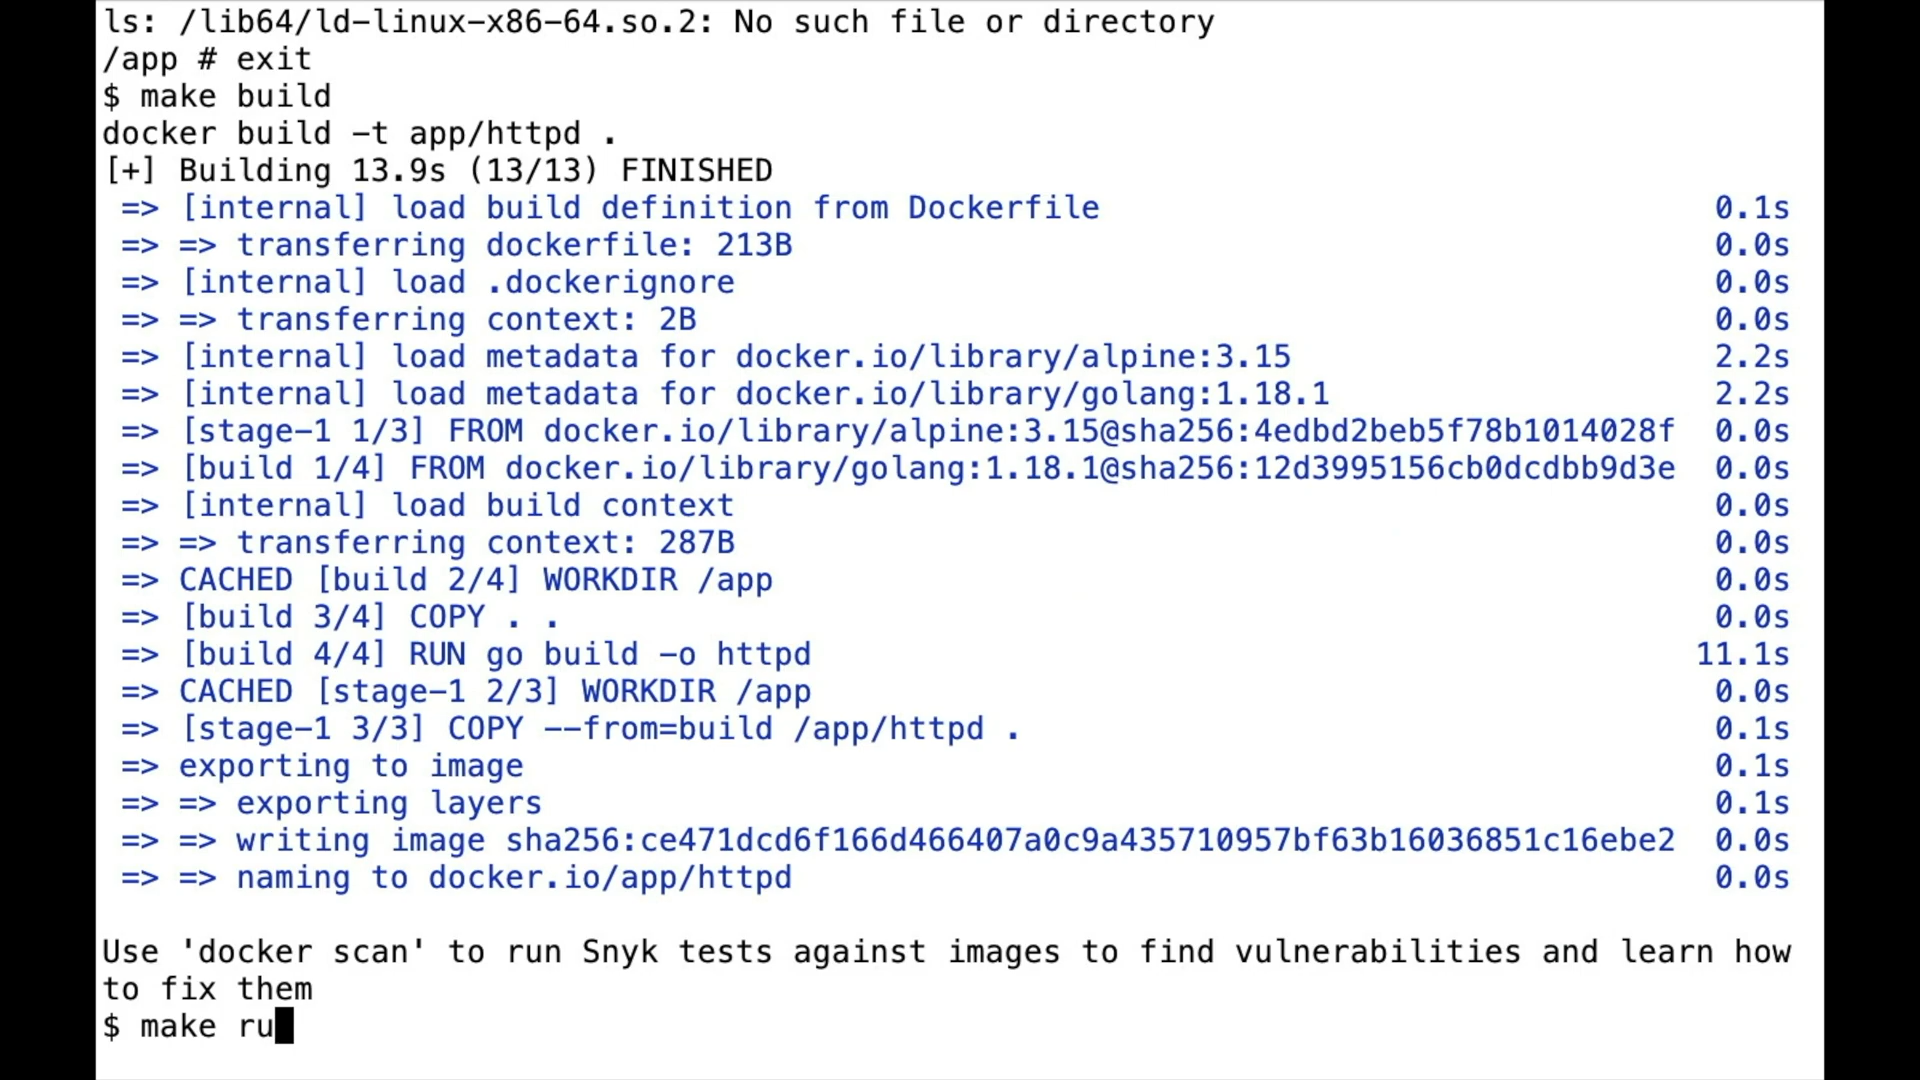 ls: /lib64/ld-linux-x86-64.so.2: No such file or directory
/app # exit
$ make build
docker build -t app/httpd .
[+] Building 13.9s (13/13) FINISHED
=> [internal] load build definition from Dockerfile 0.1s
=> => transferring dockerfile: 213B 0.0s
=> [internal] load .dockerignore 0.0s
=> => transferring context: 2B 0.0s
=> [internal] load metadata for docker.io/library/alpine:3.15 2.2s
=> [internal] load metadata for docker.io/library/golang:1.18.1 2.2s
=> [stage-1 1/3] FROM docker.io/library/alpine:3.15@sha256:4edbd2beb5f78b1014028f 0.0s
=> [build 1/4] FROM docker.io/library/golang:1.18.1@sha256:12d3995156cb0dcdbb9d3e 0.0s
=> [internal] load build context 0.0s
=> => transferring context: 287B 0.0s
=> CACHED [build 2/4] WORKDIR /app 0.0s
=> [build 3/4] COPY . . 0.0s
=> [build 4/4] RUN go build -o httpd 11.1s
=> CACHED [stage-1 2/3] WORKDIR /app 0.0s
=> [stage-1 3/3] COPY --from=build /app/httpd . 0.1s
=> exporting to image 0.1s
=> => exporting layers 0.1s
=> => writing image sha256:ce471dcd6f166d466407a0c9a435710957bf63b16036851c16ebe2 0.0s
=> => naming to docker.io/app/httpd 0.0s
Use 'docker scan' to run Snyk tests against images to find vulnerabilities and learn how
to fix them
$ make ru